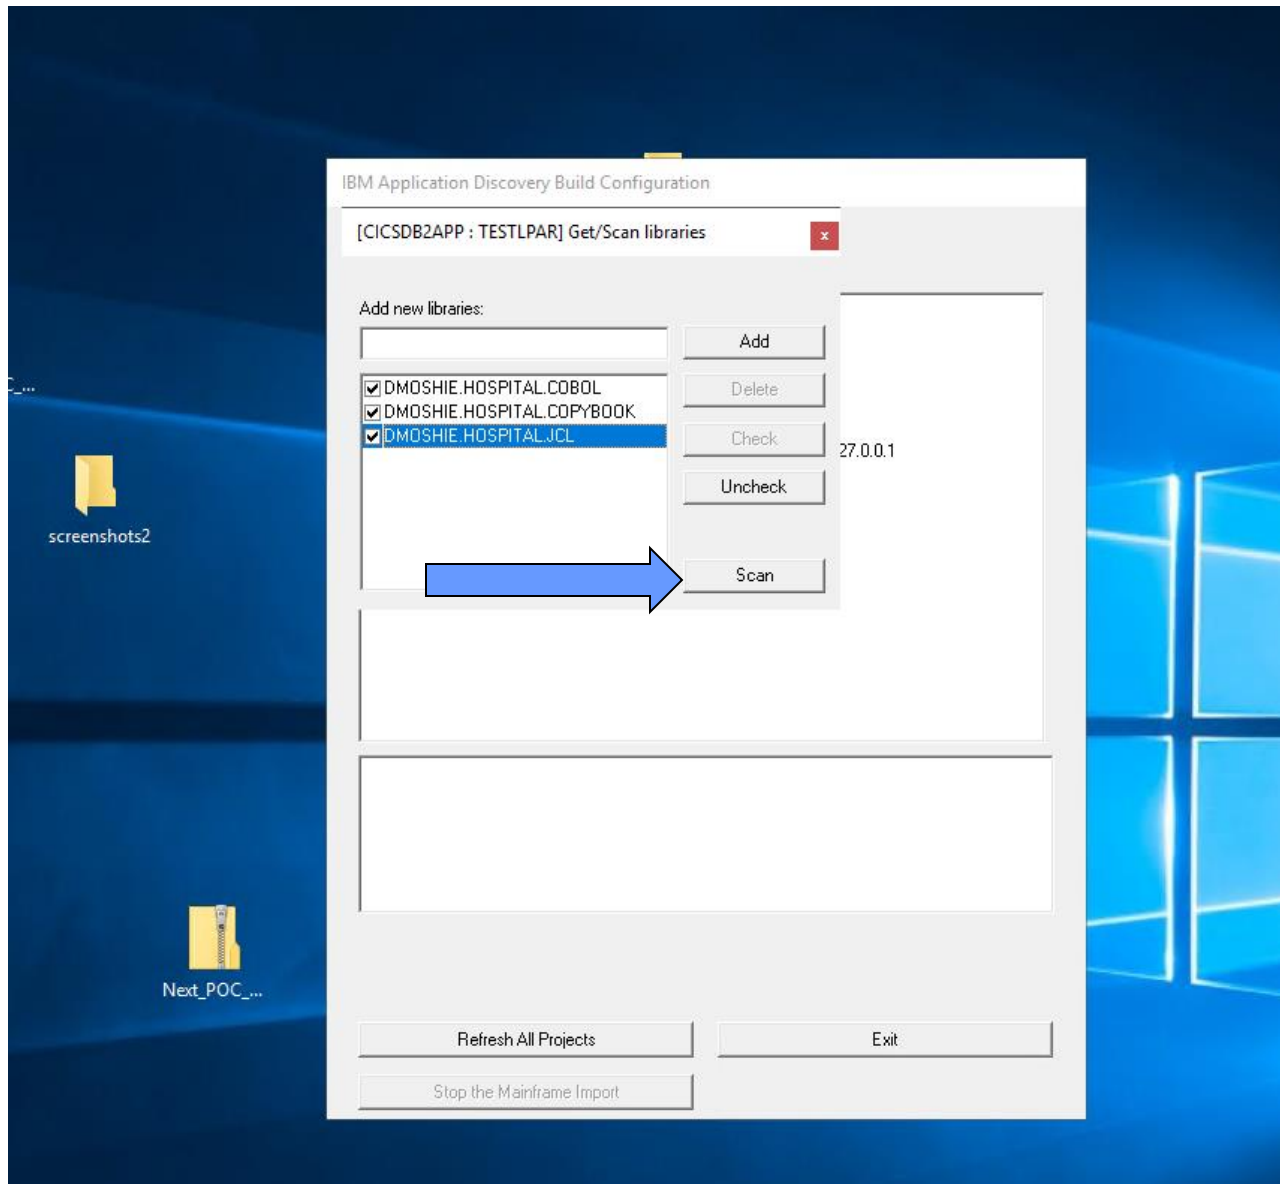 IBM Application Discovery Build Configuration
[CICSDB2APP : TESTLPAR] Get/Scan libraries
x
Add new libraries:
Add
DMOSHIE.HOSPITAL.COBOL
Delete
DMOSHIE.HOSPITAL.COPYBOOK
DMOSHIE.HOSPITAL.JCL
Check
27.0.0.1
Uncheck
Scan
C_...
screenshots2
Next_POC_...
Refresh All Projects
Exit
Stop the Mainframe Import